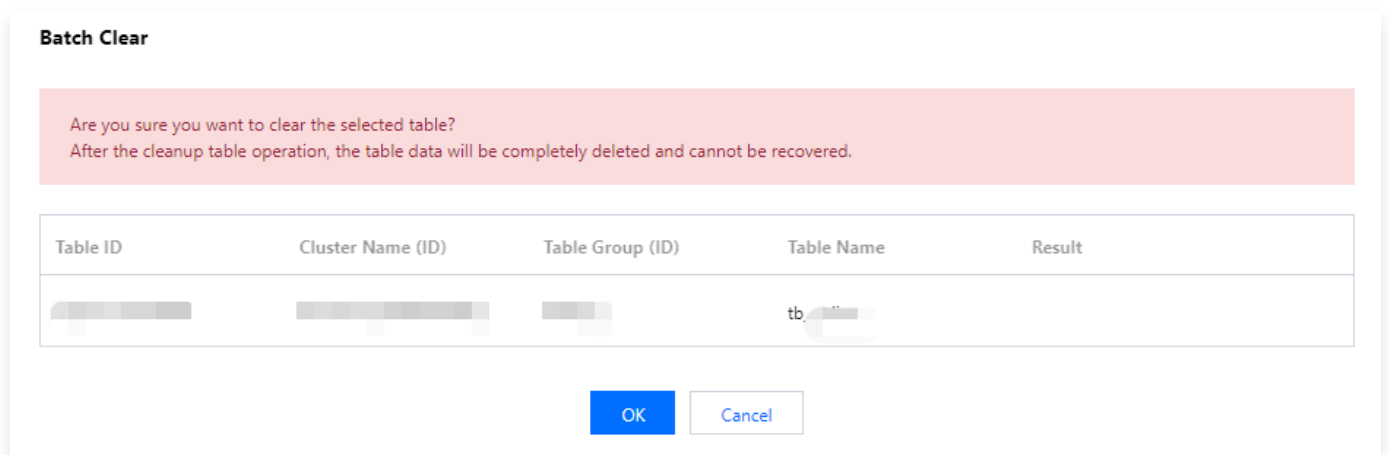 Batch Clear
Are you sure you want to clear the selected table?
After the cleanup table operation, the table data will be completely deleted and cannot be recovered.
Table ID Cluster Name (ID) Table Group (ID) Table Name Result
OK Cancel